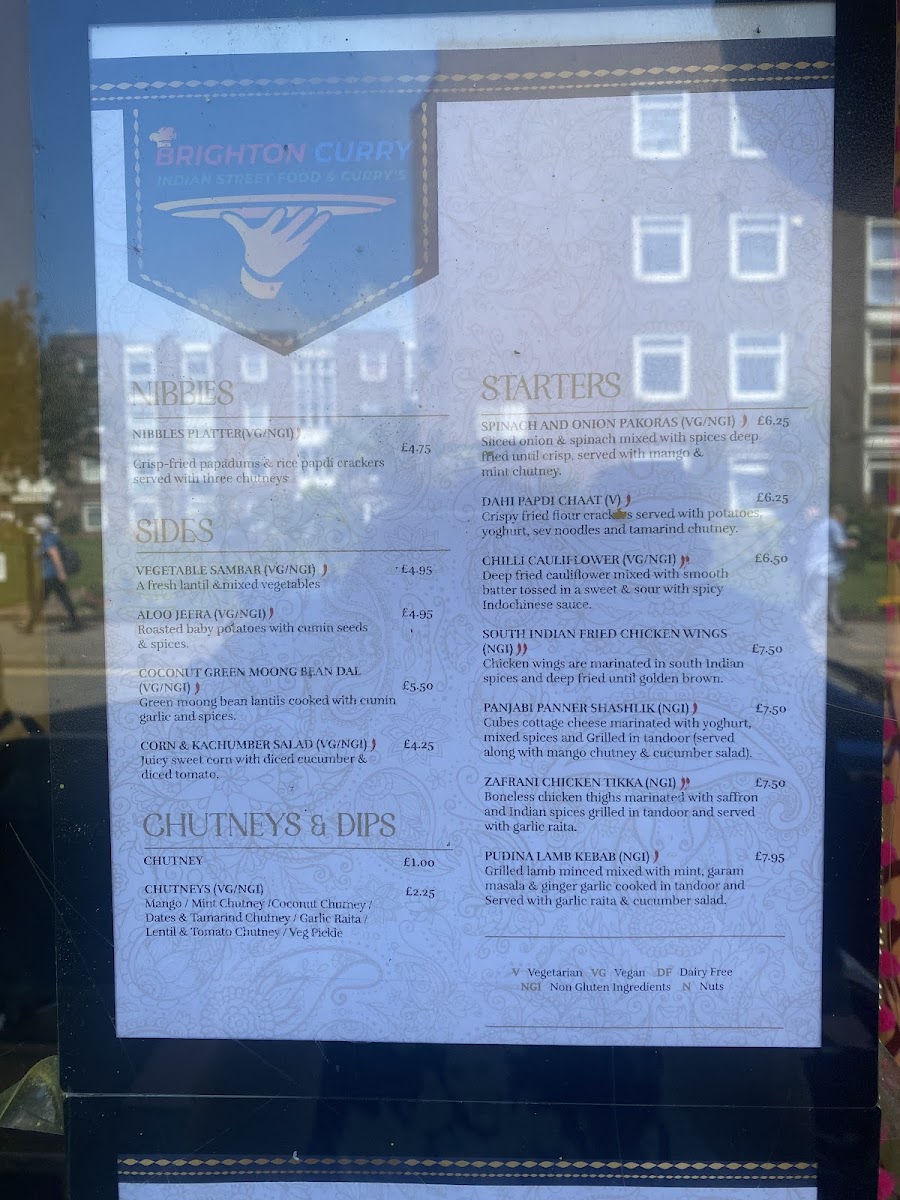 BRIGHTON CURRY
INDIAN STREET FOOD & CURRY'S
NIBBLES
NIBBLES PLATTER(VG/NGI)
£4.75
Crisp-fried papadums & rice papdi crackers
served with three chutneys
SIDES
VEGETABLE SAMBAR (VG/NGI) £4.95
A fresh lantil &mixed vegetables
ALOO JEERA (VG/NGI) £4.95
Roasted baby potatoes with cumin seeds
& spices.
COCONUT GREEN MOONG BEAN DAL
(VG/NGI) £5.50
Green moong bean lantils cooked with cumin
garlic and spices.
CORN & KACHUMBER SALAD (VG/NGI) £4.25
Juicy sweet corn with diced cucumber &
diced tomato.
CHUTNEYS & DIPS
CHUTNEY £1.00
CHUTNEYS (VG/NGI) £2.25
Mango / Mint Chutney /Coconut Chutney /
Dates & Tamarind Chutney / Garlic Raita /
Lentil & Tomato Chutney / Veg Pickle
STARTERS
SPINACH AND ONION PAKORAS (VG/NGI) £6.25
Sliced onion & spinach mixed with spices deep
fried until crisp, served with mango &
mint chutney.
DAHI PAPDI CHAAT (V) £6.25
Crispy fried flour crackers served with potatoes,
yoghurt, sev noodles and tamarind chutney.
CHILLI CAULIFLOWER (VG/NGI) £6.50
Deep fried cauliflower mixed with smooth
batter tossed in a sweet & sour with spicy
Indochinese sauce.
SOUTH INDIAN FRIED CHICKEN WINGS
(NGI) £7.50
Chicken wings are marinated in south Indian
spices and deep fried until golden brown.
PANJABI PANNER SHASHLIK (NGI) £7.50
Cubes cottage cheese marinated with yoghurt,
mixed spices and Grilled in tandoor (served
along with mango chutney & cucumber salad).
ZAFRANI CHICKEN TIKKA (NGI) £7.50
Boneless chicken thighs marinated with saffron
and Indian spices grilled in tandoor and served
with garlic raita.
PUDINA LAMB KEBAB (NGI) £7.95
Grilled lamb minced mixed with mint, garam
masala & ginger garlic cooked in tandoor and
Served with garlic raita & cucumber salad.
V Vegetarian VG Vegan DF Dairy Free
NGI Non Gluten Ingredients N Nuts